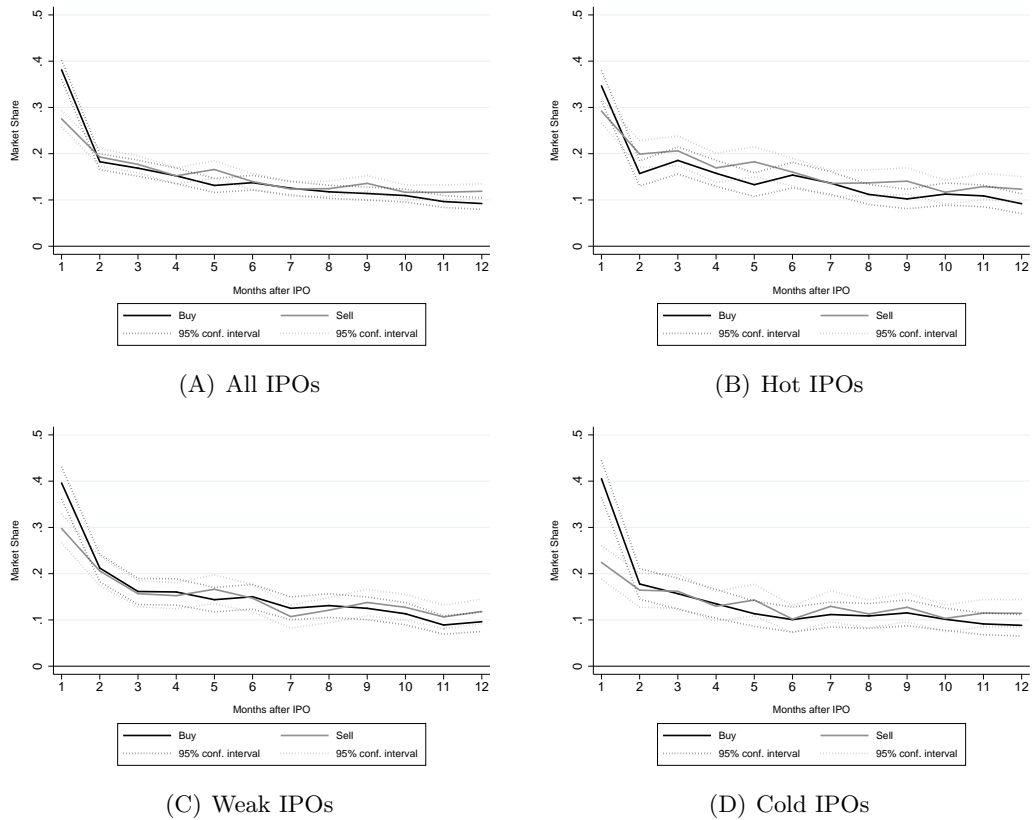 .5
.4
.3
.2
.1
0
Market Share
1 2 3 4 5 6 7 8 9 10 11 12
Months after IPO
Buy Sell
95% conf. interval 95% conf. interval
(A) All IPOs
.5
.4
.3
.2
.1
0
Market Share
1 2 3 4 5 6 7 8 9 10 11 12
Months after IPO
Buy Sell
95% conf. interval 95% conf. interval
(B) Hot IPOs
.5
.4
.3
.2
.1
0
Market Share
1 2 3 4 5 6 7 8 9 10 11 12
Months after IPO
Buy Sell
95% conf. interval 95% conf. interval
(C) Weak IPOs
.5
.4
.3
.2
.1
0
Market Share
1 2 3 4 5 6 7 8 9 10 11 12
Months after IPO
Buy Sell
95% conf. interval 95% conf. interval
(D) Cold IPOs